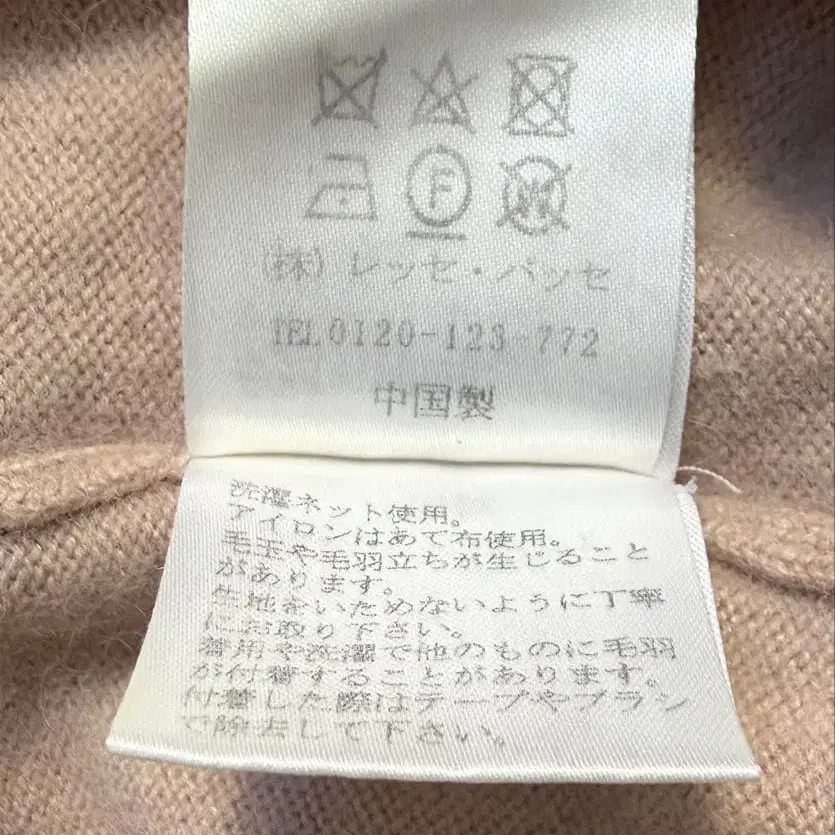 F
W
(株) レッセ・パッセ
TEL0120-123-772
中国製
洗濯ネット使用。
アイロンはあて布使用。
毛玉や毛羽立ちが生じること
があります。
生地をいためないように丁寧
にお取り下さい。
着用や洗濯で他のものに毛羽
が付着することがあります。
付着した際はテープやブラシ
で除去して下さい。